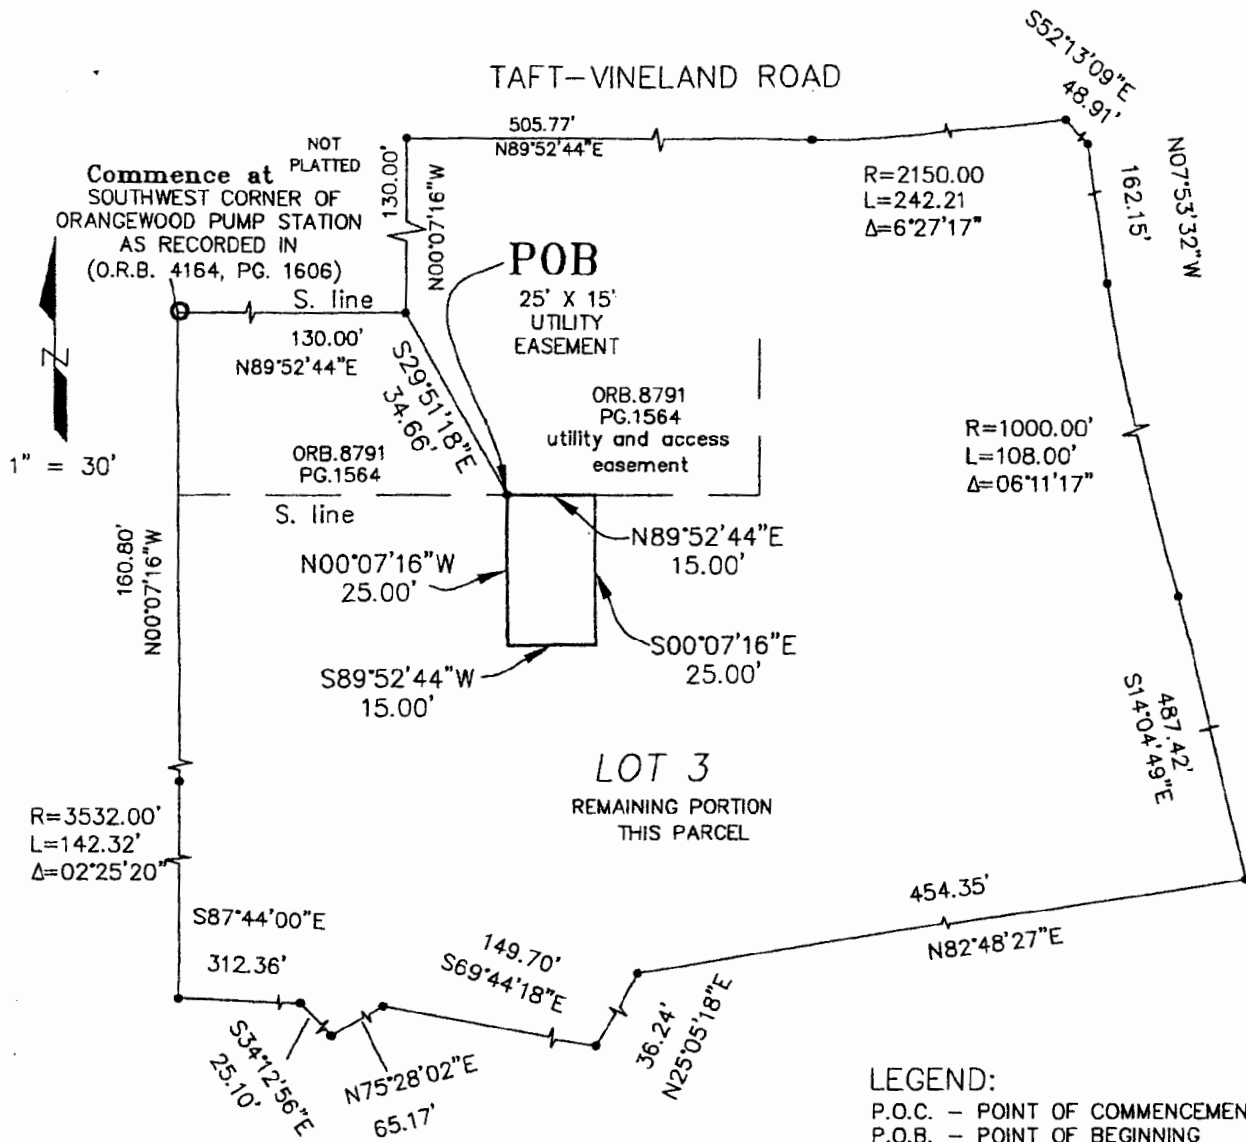 TAFT-VINELAND ROAD
S52°13'09"E
48.91'
505.77'
N89°52'44"E
NOT
PLATTED
130.00'
N00°07'16"W
Commence at
SOUTHWEST CORNER OF
ORANGEWOOD PUMP STATION
AS RECORDED IN
(O.R.B. 4164, PG. 1606)
R=2150.00
L=242.21
Δ=6°27'17"
N07°53'32"W
162.15'
POB
25' X 15'
UTILITY
EASEMENT
S. line
130.00'
N89°52'44"E
S29°51'18"E
34.66'
N
1" = 30'
ORB.8791
PG.1564
utility and access
easement
ORB.8791
PG.1564
S. line
R=1000.00'
L=108.00'
Δ=06°11'17"
160.80'
N00°07'16"W
N89°52'44"E
15.00'
N00°07'16"W
25.00'
S00°07'16"E
25.00'
S89°52'44"W
15.00'
487.42'
S14°04'49"E
LOT 3
REMAINING PORTION
THIS PARCEL
R=3532.00'
L=142.32'
Δ=02°25'20"
454.35'
N82°48'27"E
S87°44'00"E
312.36'
149.70'
S69°44'18"E
36.24'
N25°05'18"E
S34°12'56"E
25.10'
N75°28'02"E
65.17'
LEGEND:
P.O.C. - POINT OF COMMENCEMEN
P.O.B. - POINT OF BEGINNING